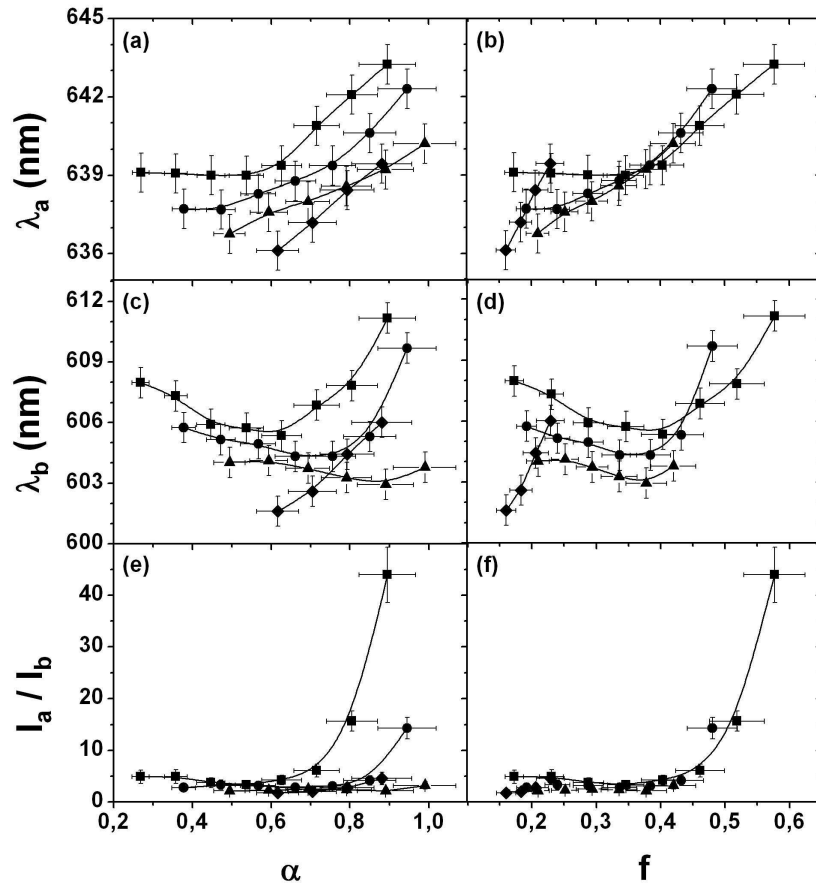 645
642
639
636
λa (nm)
(a)
(b)
612
609
606
603
600
λb (nm)
(c)
(d)
40
30
20
10
0
Ia / Ib
(e)
(f)
0,2 0,4 0,6 0,8 1,0
0,2 0,3 0,4 0,5 0,6
α
f